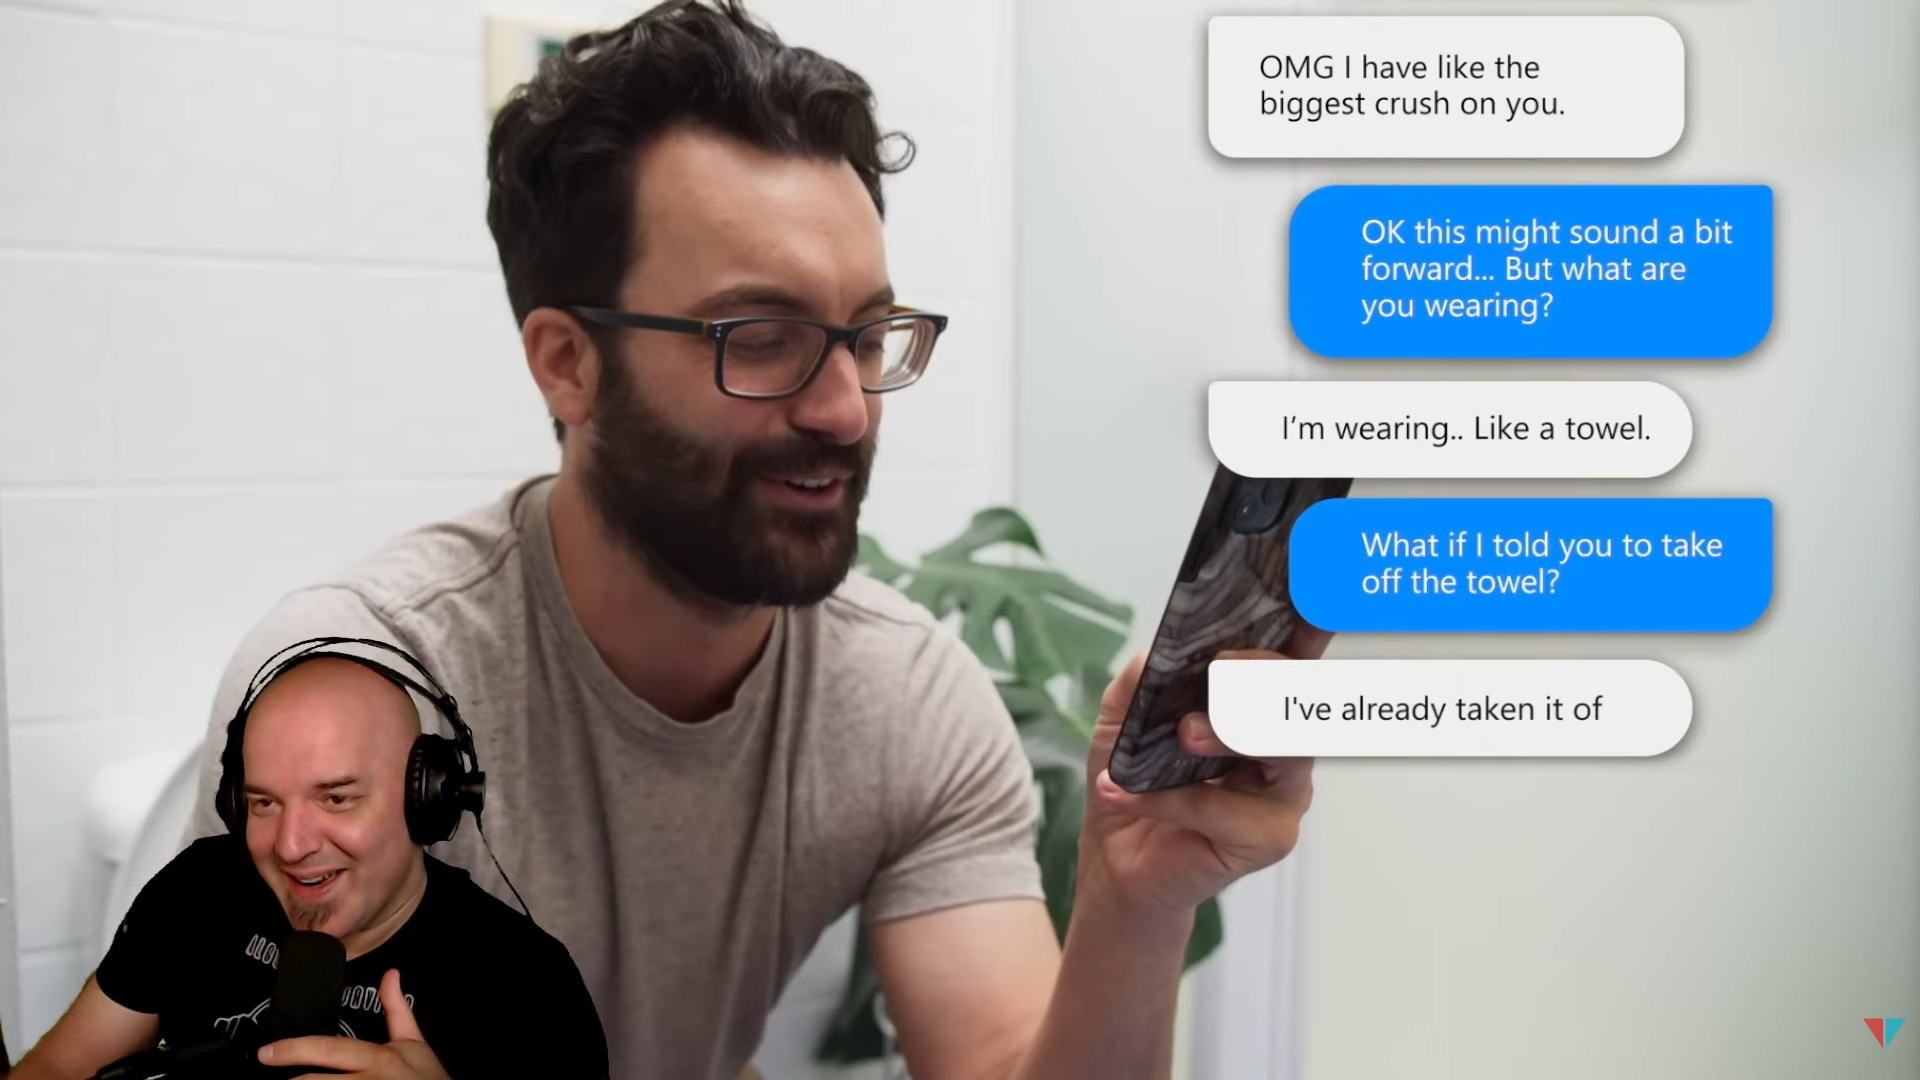 OMG I have like the
biggest crush on you.
OK this might sound a bit
forward... But what are
you wearing?
I’m wearing.. Like a towel.
What if I told you to take
off the towel?
I've already taken it of